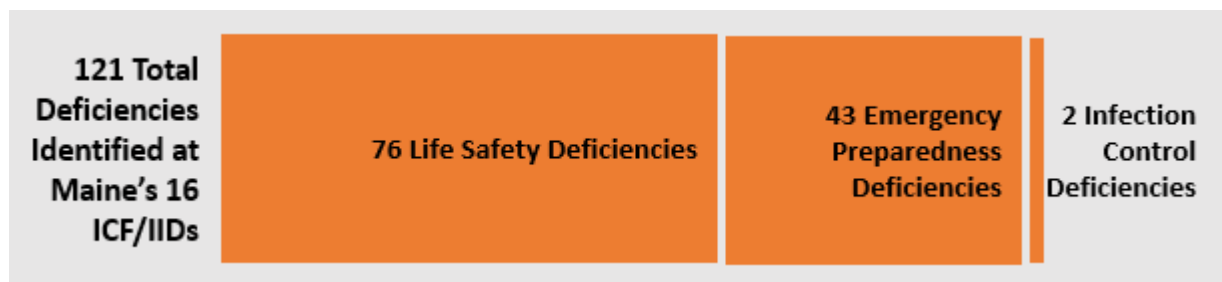 121 Total
Deficiencies
Identified at
Maine’s 16
ICF/IIDs
76 Life Safety Deficiencies
43 Emergency
Preparedness
Deficiencies
2 Infection
Control
Deficiencies